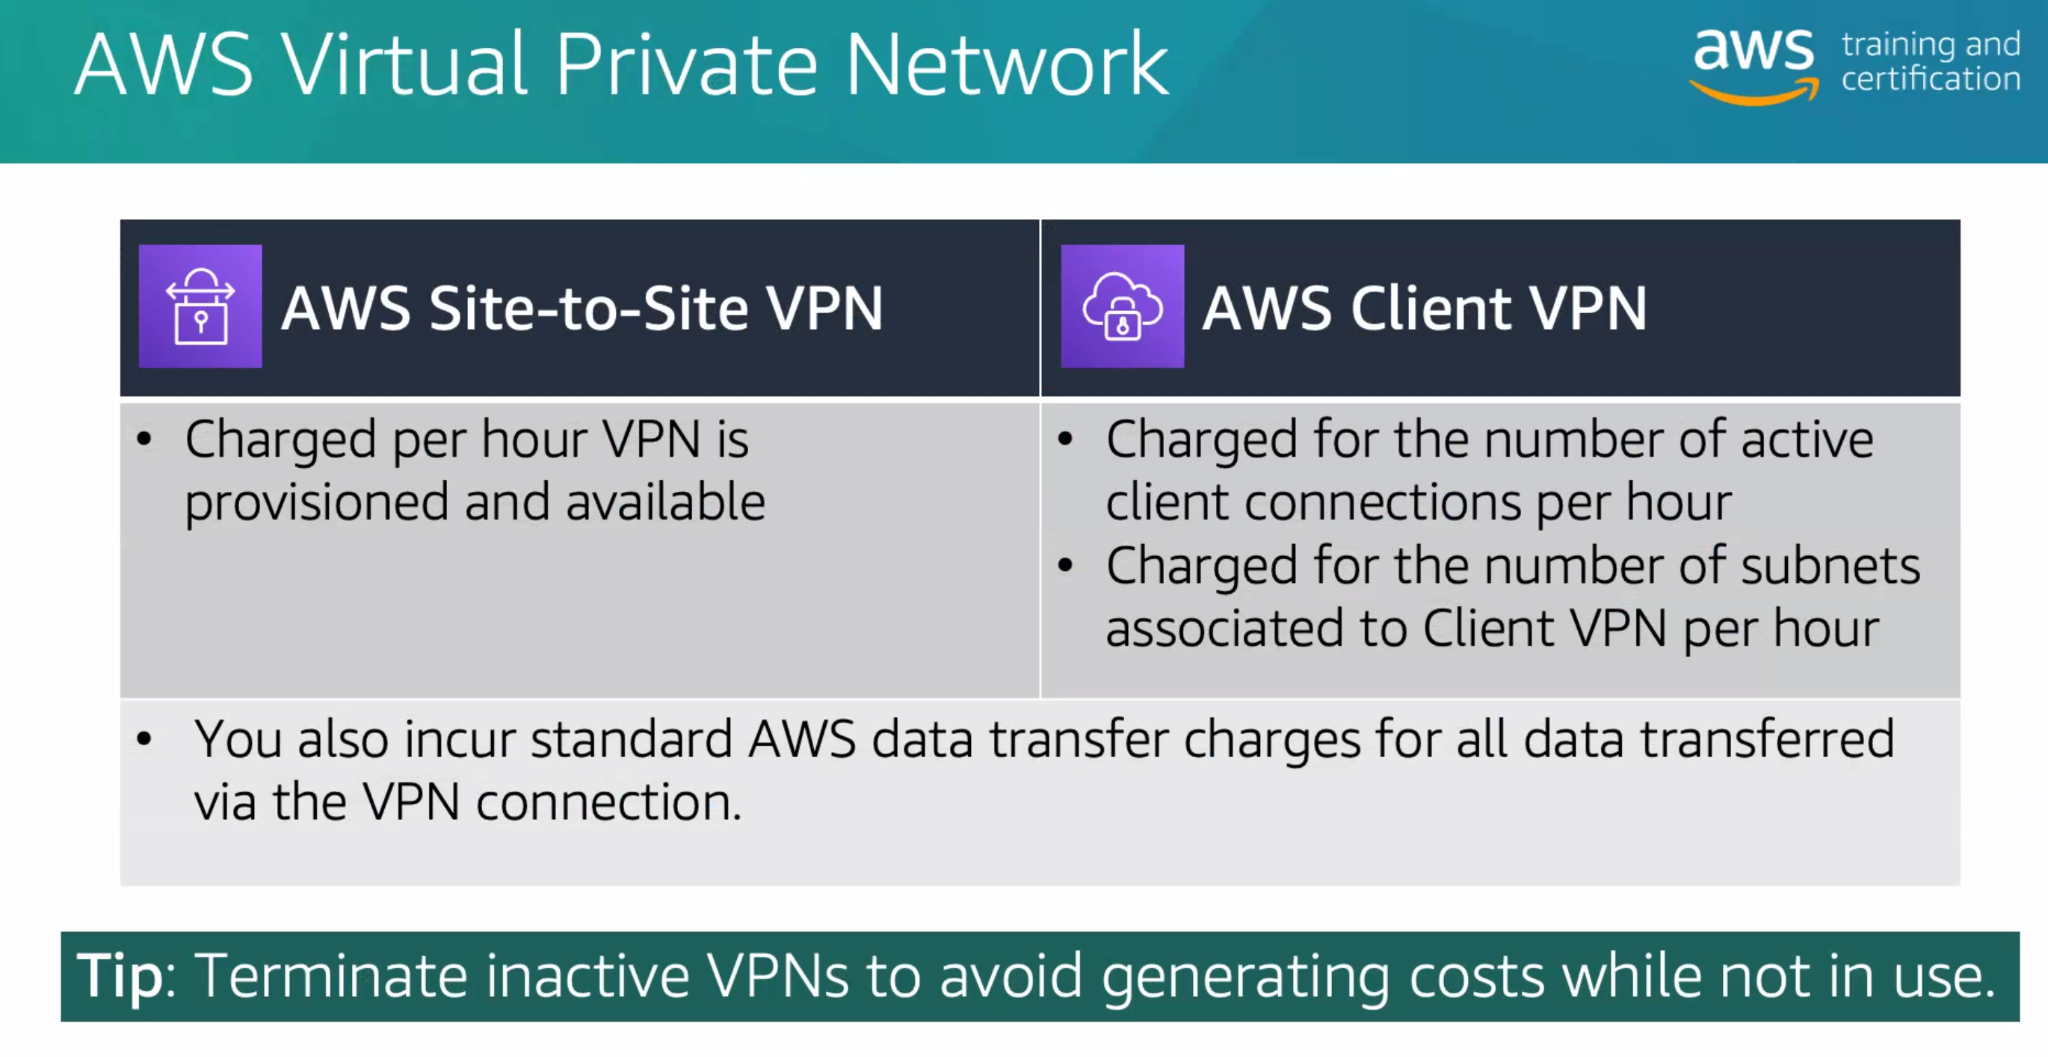 AWS Virtual Private Network
aws training and
certification
AWS Site-to-Site VPN
AWS Client VPN
• Charged per hour VPN is
provisioned and available
• Charged for the number of active
client connections per hour
• Charged for the number of subnets
associated to Client VPN per hour
• You also incur standard AWS data transfer charges for all data transferred
via the VPN connection.
Tip: Terminate inactive VPNs to avoid generating costs while not in use.